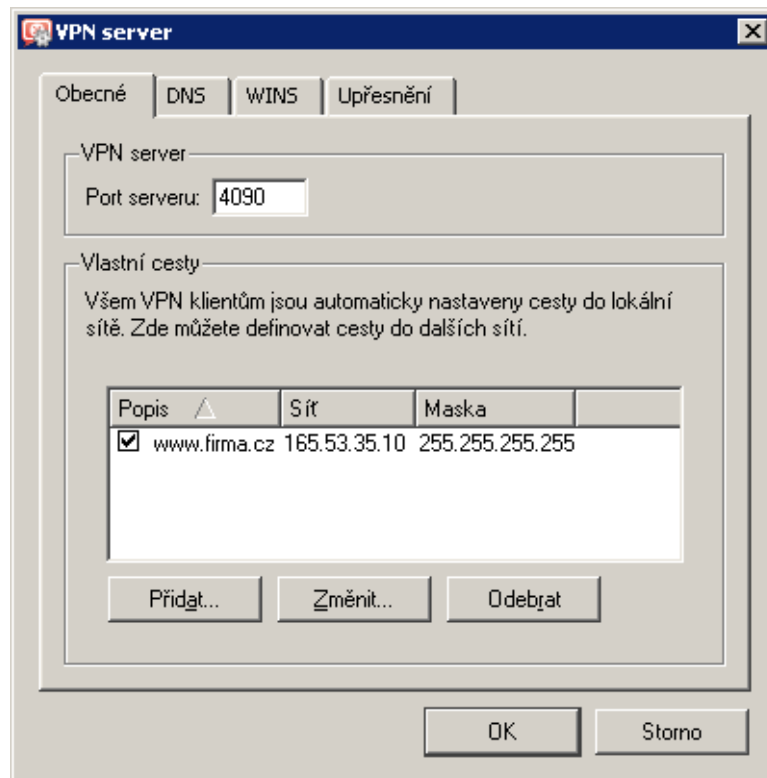 VPN server
Obecné DNS WINS Upřesnění
VPN server
Port serveru: 4090
Vlastní cesty
Všem VPN klientům jsou automaticky nastaveny cesty do lokální
sítě. Zde můžete definovat cesty do dalších sítí.
Popis Síť Maska
www.firma.cz 165.53.35.10 255.255.255.255
Přidat... Změnit... Odebrat
OK Storno